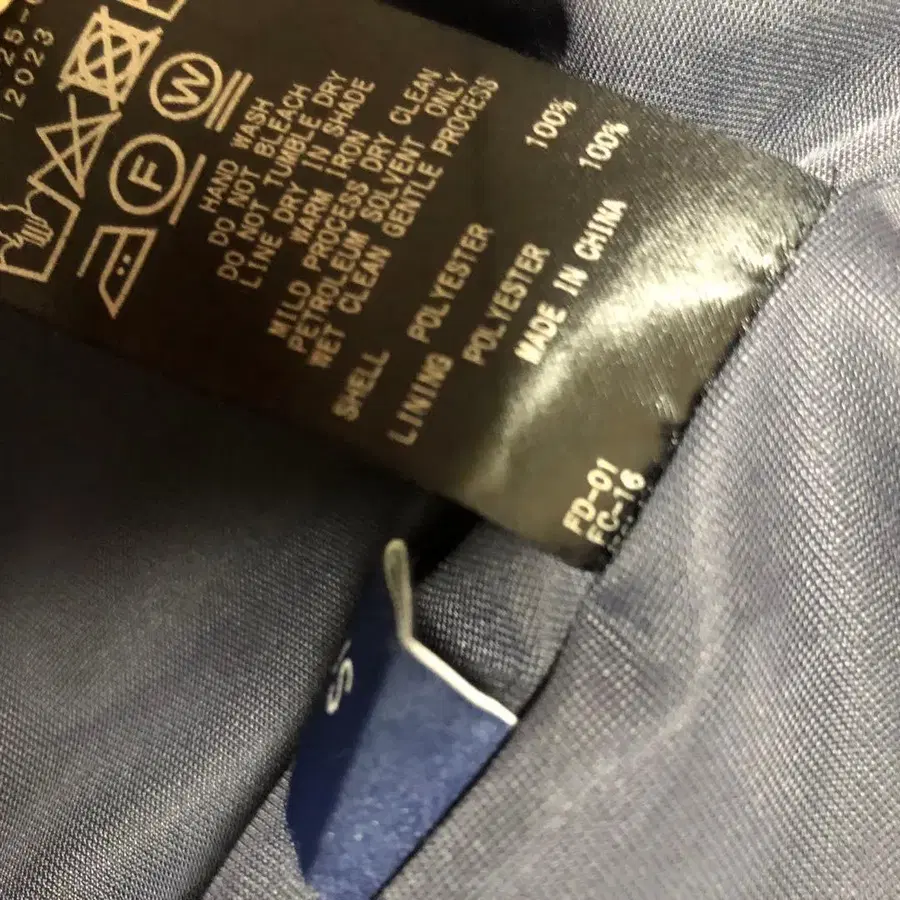 25-0
12023
W
F
HAND WASH
DO NOT BLEACH
DO NOT TUMBLE DRY
LINE DRY IN SHADE
WARM IRON
MILD PROCESS DRY CLEAN
PETROLEUM SOLVENT ONLY
WET CLEAN GENTLE PROCESS
SHELL
POLYESTER 100%
LINING
POLYESTER 100%
MADE IN CHINA
FD-01
FC-16
S